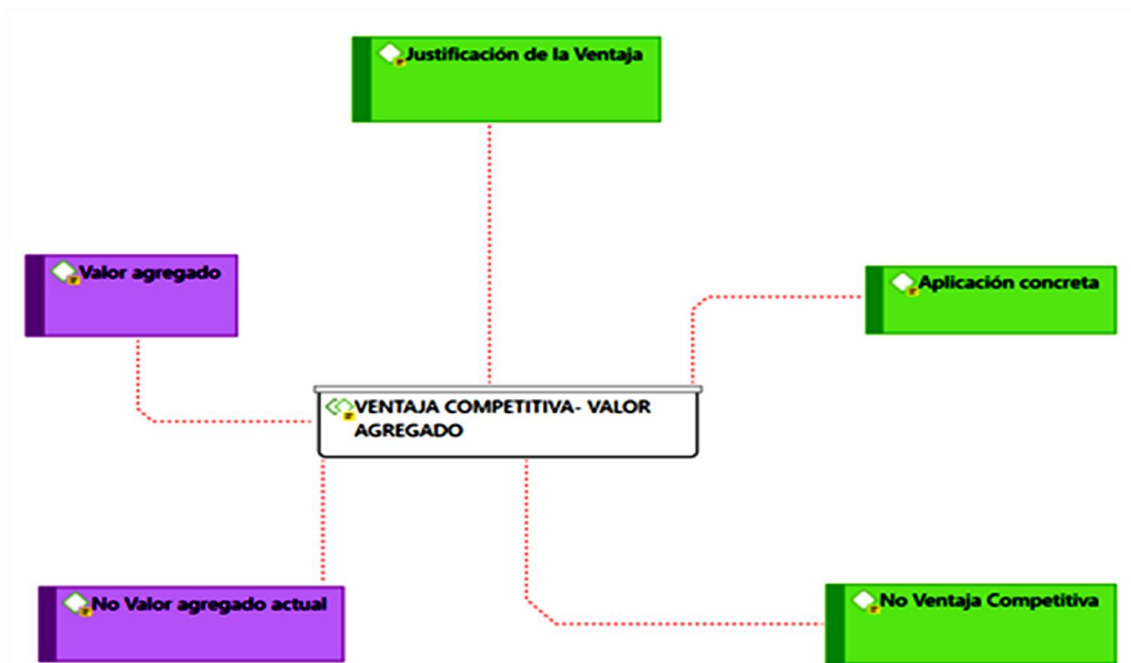 Justificación de la Ventaja
Valor agregado
Aplicación concreta
VENTAJA COMPETITIVA- VALOR
AGREGADO
No Valor agregado actual
No Ventaja Competitiva